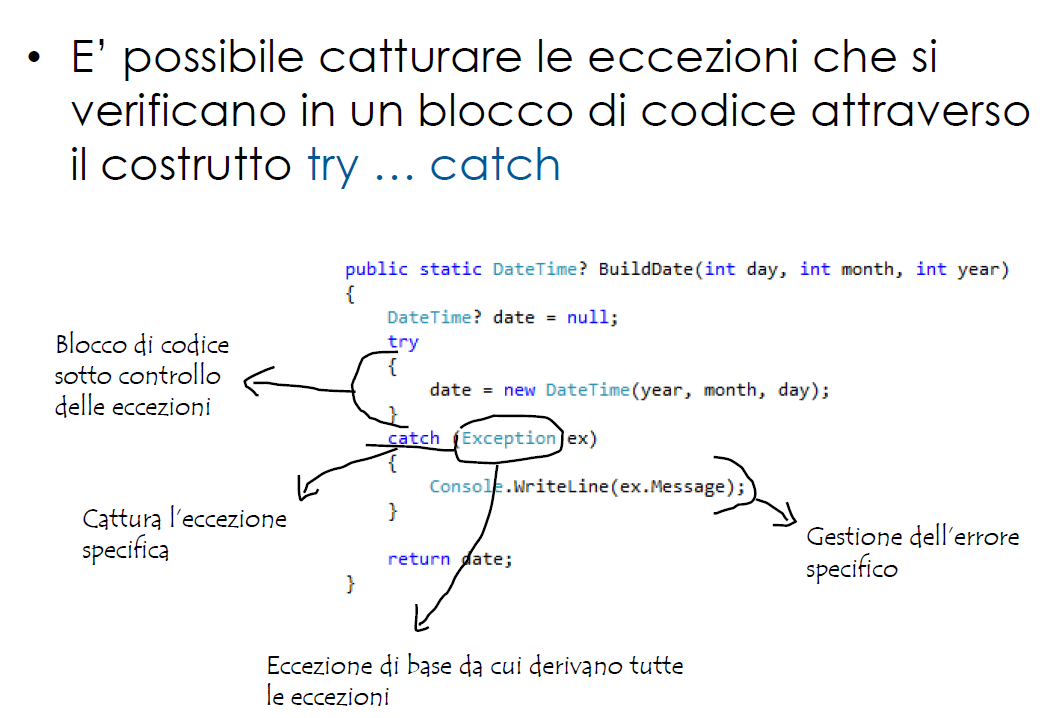 • E' possibile catturare le eccezioni che si
verificano in un blocco di codice attraverso
il costrutto try … catch
public static DateTime? BuildDate(int day, int month, int year)
{
DateTime? date = null;
try
{
date = new DateTime(year, month, day);
}
catch (Exception ex)
{
Console.WriteLine(ex.Message);
}
return date;
}
Blocco di codice
sotto controllo
delle eccezioni
Cattura l'eccezione
specifica
Gestione dell'errore
specifico
Eccezione di base da cui derivano tutte
le eccezioni